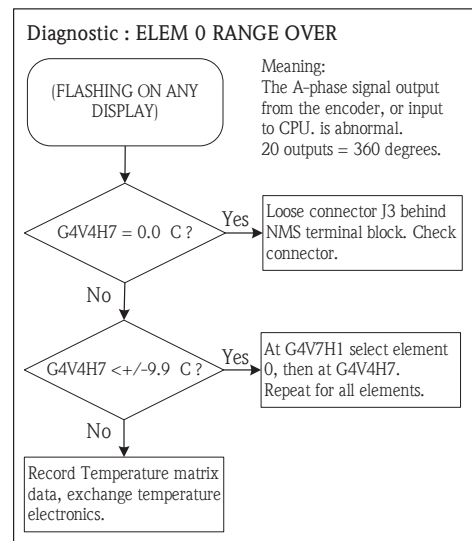 Diagnostic : ELEM 0 RANGE OVER
(FLASHING ON ANY
DISPLAY)
Meaning:
The A-phase signal output
from the encoder, or input
to CPU. is abnormal.
20 outputs = 360 degrees.
G4V4H7 = 0.0 C ?
Yes
Loose connector J3 behind
NMS terminal block. Check
connector.
No
G4V4H7 <+/-9.9 C ?
Yes
At G4V7H1 select element
0, then at G4V4H7.
Repeat for all elements.
No
Record Temperature matrix
data, exchange temperature
electronics.